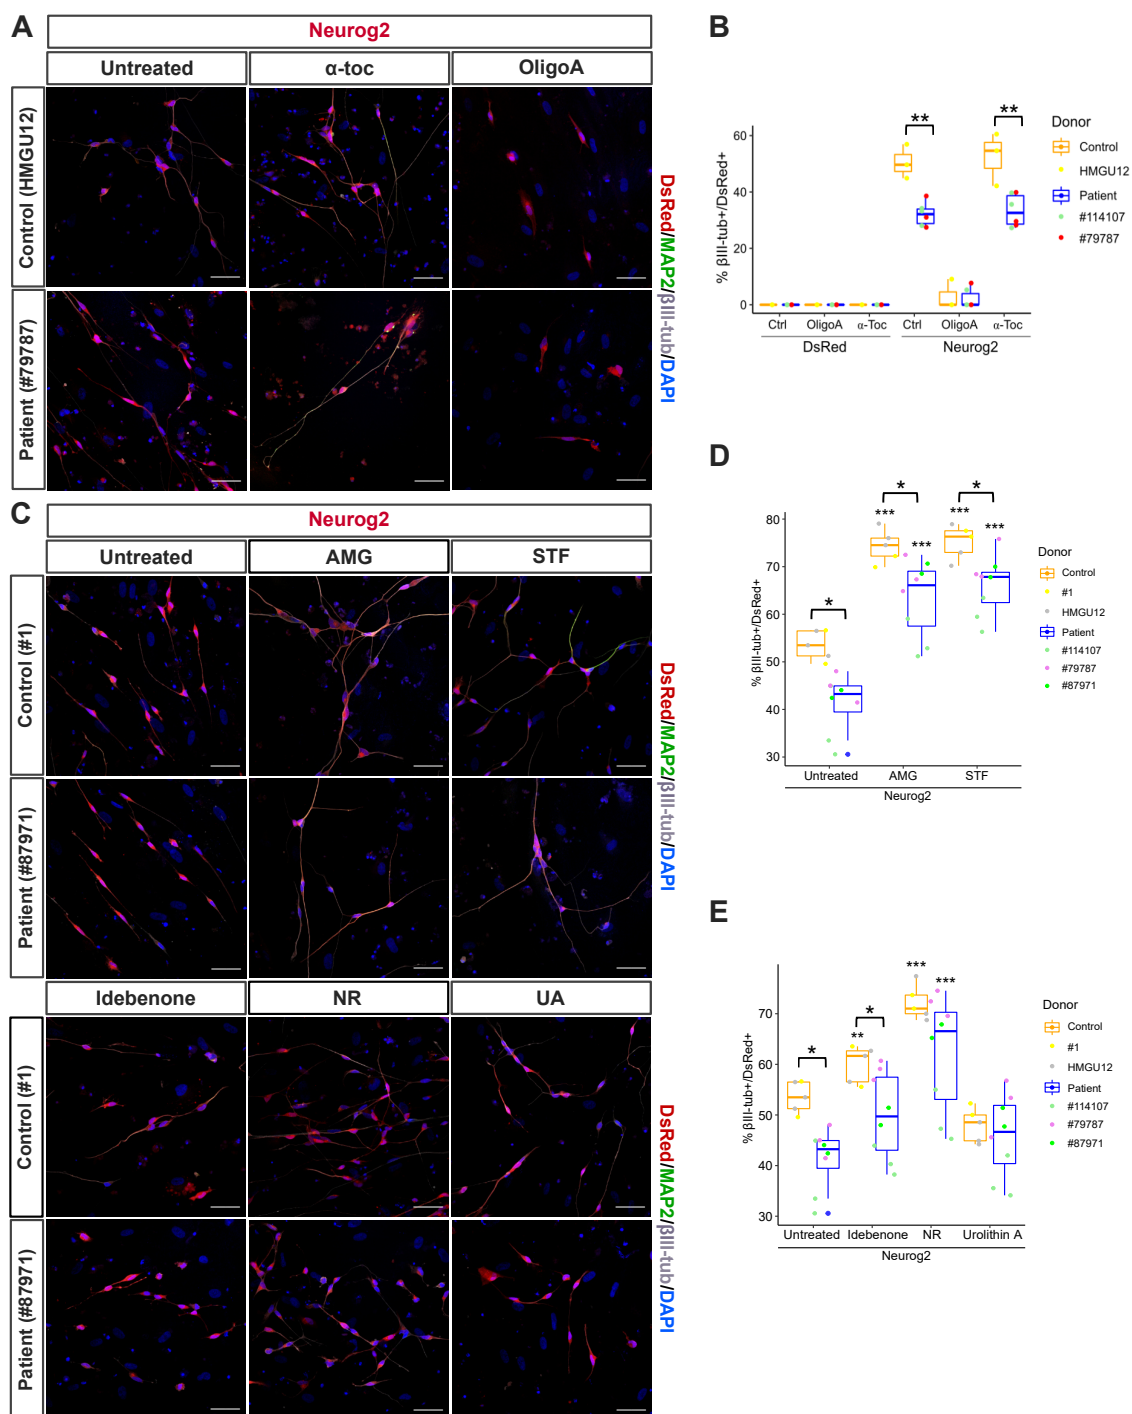 A
Neurog2
Untreated
α-toc
OligoA
Control (HMGU12)
Patient (#79787)
DsRed/MAP2/βIII-tub/DAPI
B
% βIII-tub+/DsRed+
60
40
20
0
**
**
Ctrl OligoA α-Toc Ctrl OligoA α-Toc
DsRed Neurog2
Donor
Control
HMGU12
Patient
#114107
#79787
C
Neurog2
Untreated
AMG
STF
Control (#1)
Patient (#87971)
DsRed/MAP2/βIII-tub/DAPI
Idebenone
NR
UA
Control (#1)
Patient (#87971)
DsRed/MAP2/βIII-tub/DAPI
D
% βIII-tub+/DsRed+
80
70
60
50
40
30
*
***
*
***
***
*
***
Untreated AMG STF
Neurog2
Donor
Control
#1
HMGU12
Patient
#114107
#79787
#87971
E
% βIII-tub+/DsRed+
70
60
50
40
30
*
**
*
***
***
Untreated Idebenone NR Urolithin A
Neurog2
Donor
Control
#1
HMGU12
Patient
#114107
#79787
#87971